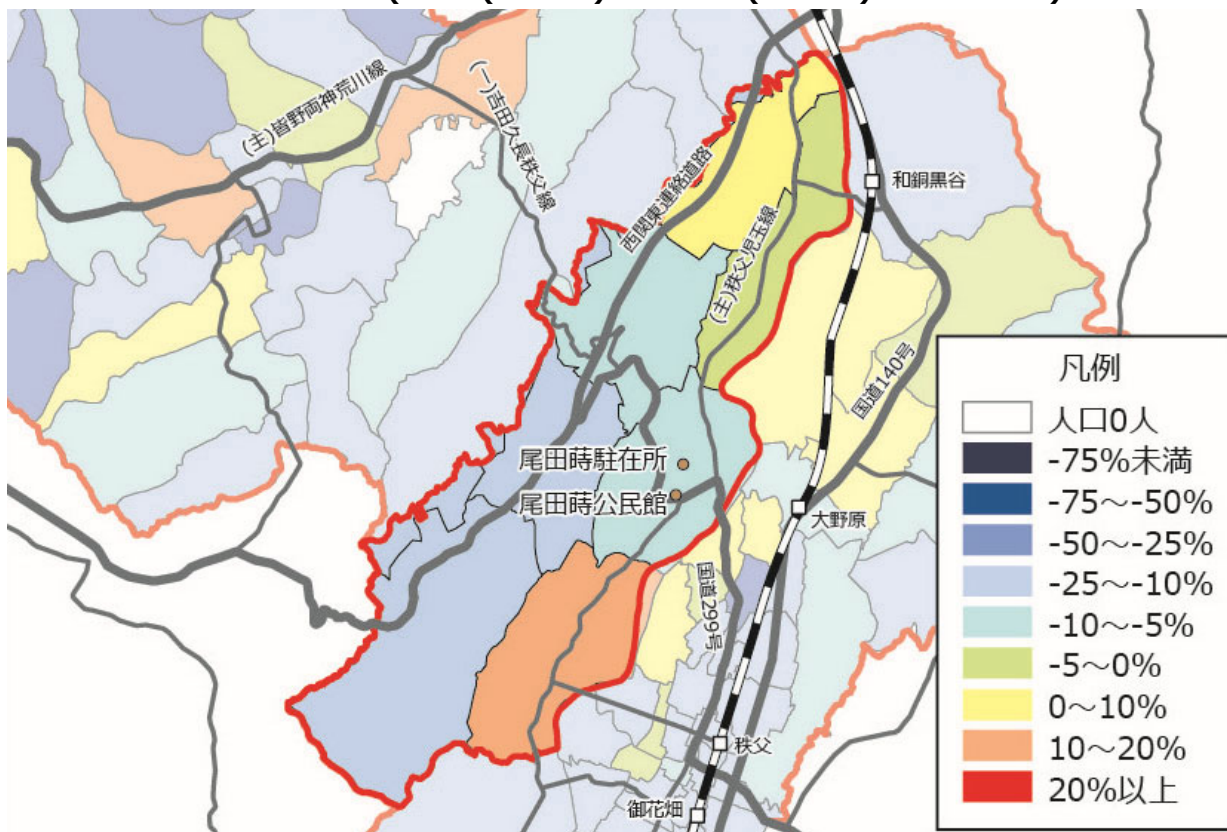 (主)皆野両神荒川線
(一)吉田久長秩父線
西関東連絡道路
和銅黒谷
(主)秩父児玉線
国道140号
尾田蒔駐在所
尾田蒔公民館
大野原
国道299号
秩父
御花畑
凡例
人口0人
-75%未満
-75～-50%
-50～-25%
-25～-10%
-10～-5%
-5～0%
0～10%
10～20%
20%以上